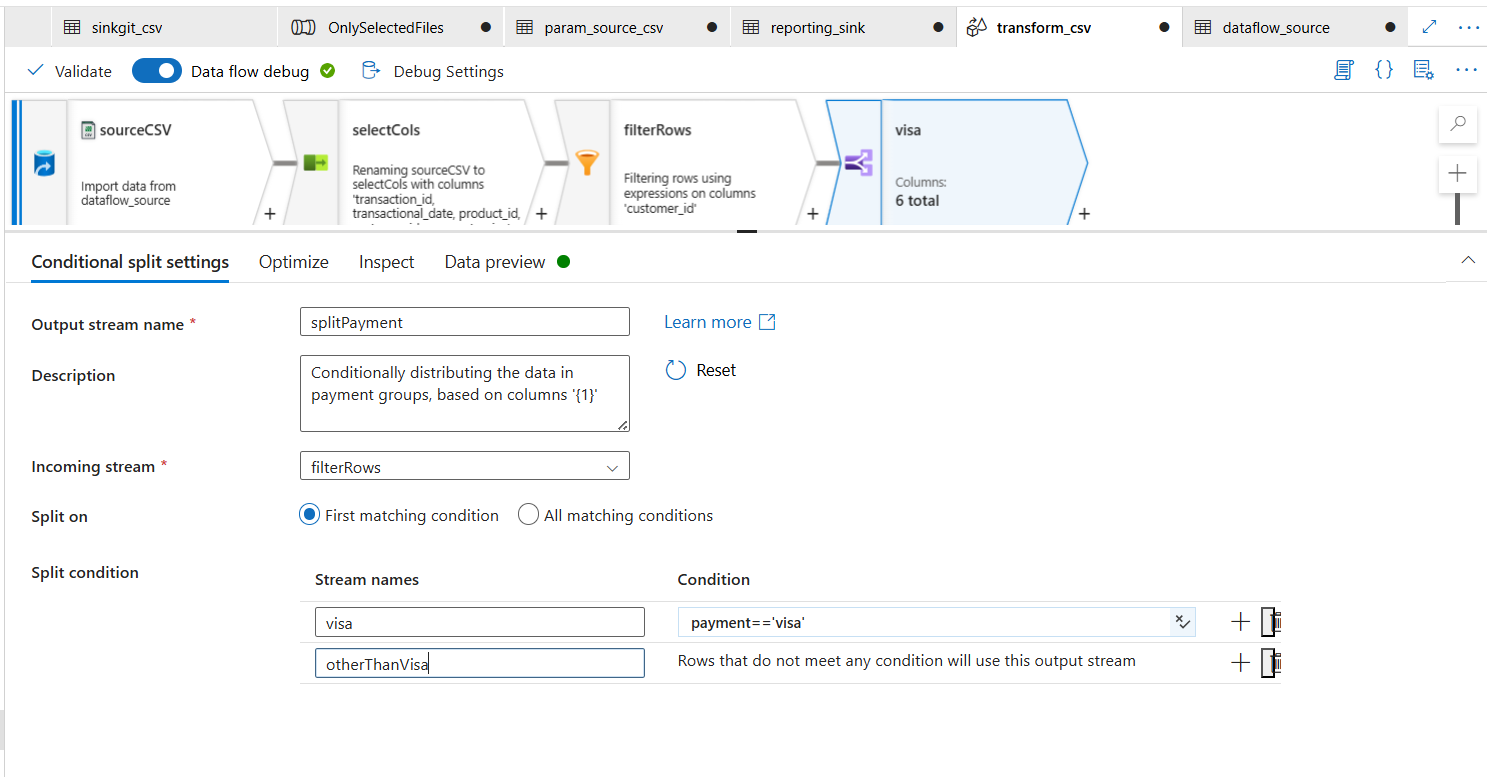 sinkgit_csv
OnlySelectedFiles
param_source_csv
reporting_sink
transform_csv
dataflow_source
Validate
Data flow debug
Debug Settings
sourceCSV
Import data from
dataflow_source
selectCols
Renaming sourceCSV to
selectCols with columns
'transaction_id,
transactional_date, product_id,
filterRows
Filtering rows using
expressions on columns
'customer_id'
visa
Columns:
6 total
Conditional split settings
Optimize
Inspect
Data preview
Output stream name *
splitPayment
Learn more
Description
Conditionally distributing the data in
payment groups, based on columns '{1}'
Reset
Incoming stream *
filterRows
Split on
First matching condition
All matching conditions
Split condition
Stream names
Condition
visa
payment=='visa'
otherThanVisa
Rows that do not meet any condition will use this output stream